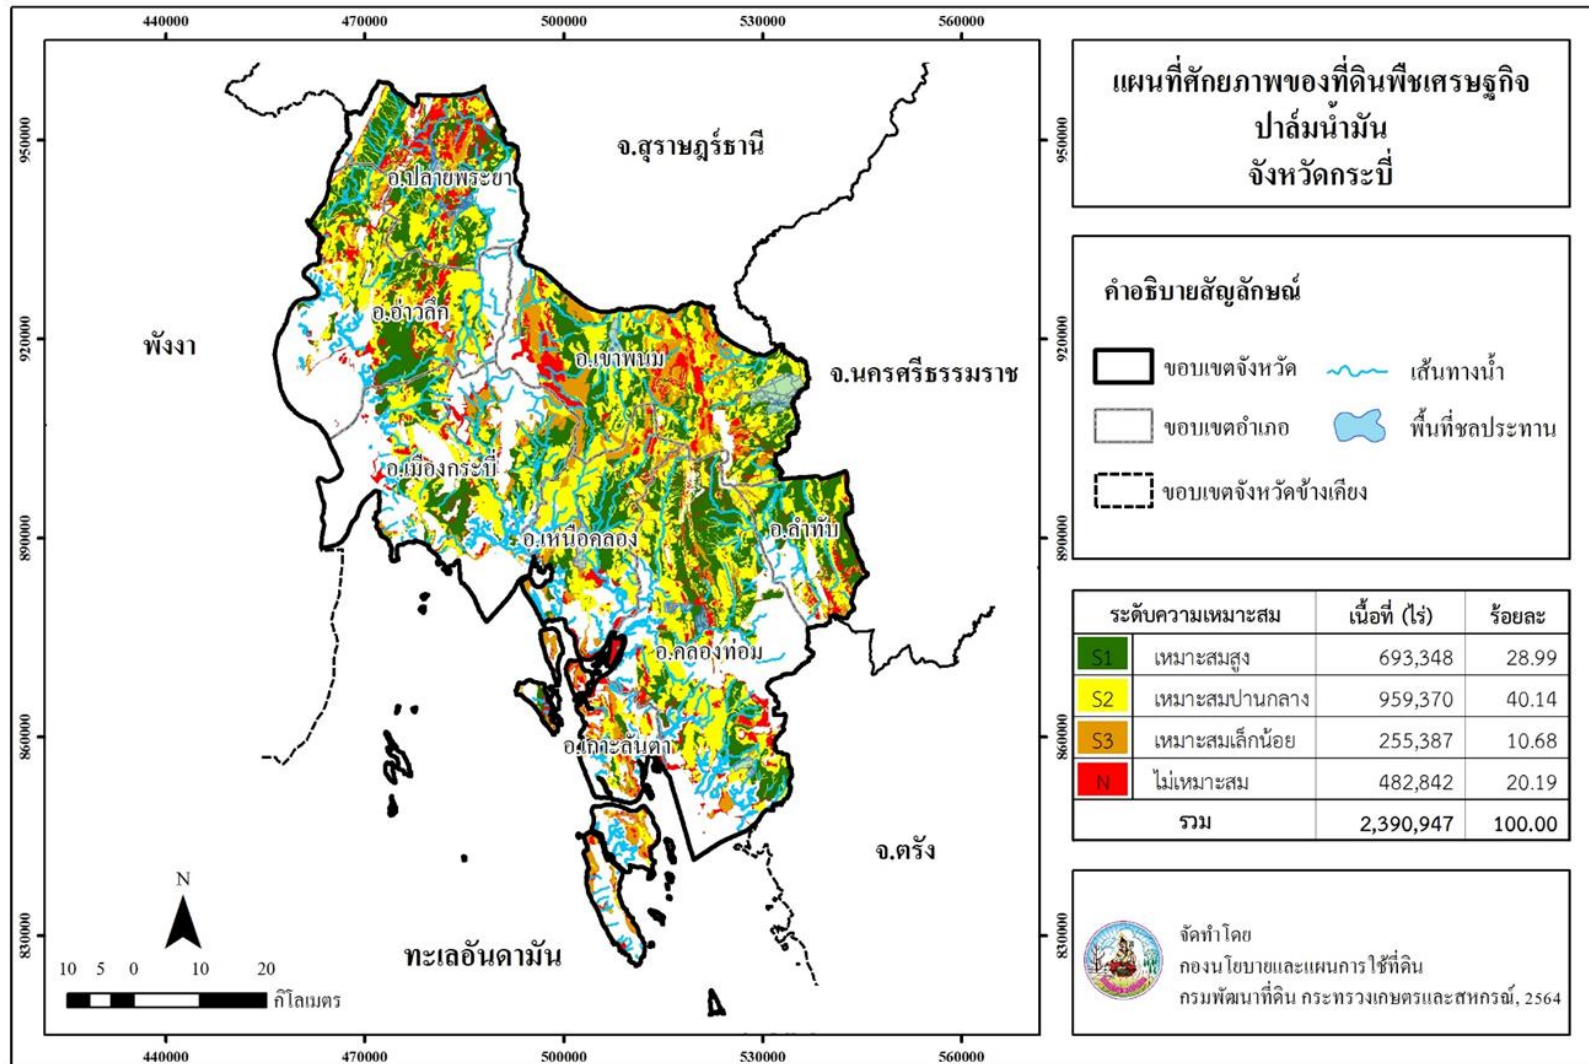 440000 470000 500000 530000 560000
950000
920000
890000
860000
830000
จ.สุราษฎร์ธานี
อ.ปลายพระยา
อ.อ่าวลึก
พังงา
อ.เขาพนม
จ.นครศรีธรรมราช
อ.เมืองกระบี่
อ.เหนือคลอง
อ.ลำทับ
อ.คลองท่อม
อ.เกาะลันตา
จ.ตรัง
ทะเลอันดามัน
N
10 5 0 10 20
กิโลเมตร
950000
920000
890000
860000
830000
440000 470000 500000 530000 560000
แผนที่ศักยภาพของที่ดินพืชเศรษฐกิจ
ปาล์มน้ำมัน
จังหวัดกระบี่
คำอธิบายสัญลักษณ์
ขอบเขตจังหวัด เส้นทางน้ำ
ขอบเขตอำเภอ พื้นที่ชลประทาน
ขอบเขตจังหวัดข้างเคียง
ระดับความเหมาะสม เนื้อที่ (ไร่) ร้อยละ
S1 เหมาะสมสูง 693,348 28.99
S2 เหมาะสมปานกลาง 959,370 40.14
S3 เหมาะสมเล็กน้อย 255,387 10.68
N ไม่เหมาะสม 482,842 20.19
รวม 2,390,947 100.00
จัดทำโดย
กองนโยบายและแผนการใช้ที่ดิน
กรมพัฒนาที่ดิน กระทรวงเกษตรและสหกรณ์, 2564